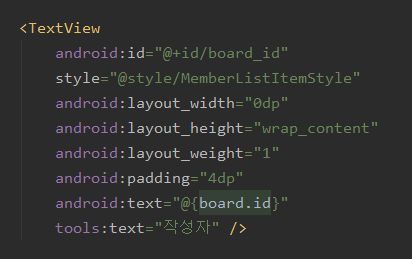 <TextView
android:id="@+id/board_id"
style="@style/MemberListItemStyle"
android:layout_width="0dp"
android:layout_height="wrap_content"
android:layout_weight="1"
android:padding="4dp"
android:text="@{board.id}"
tools:text="작성자" />